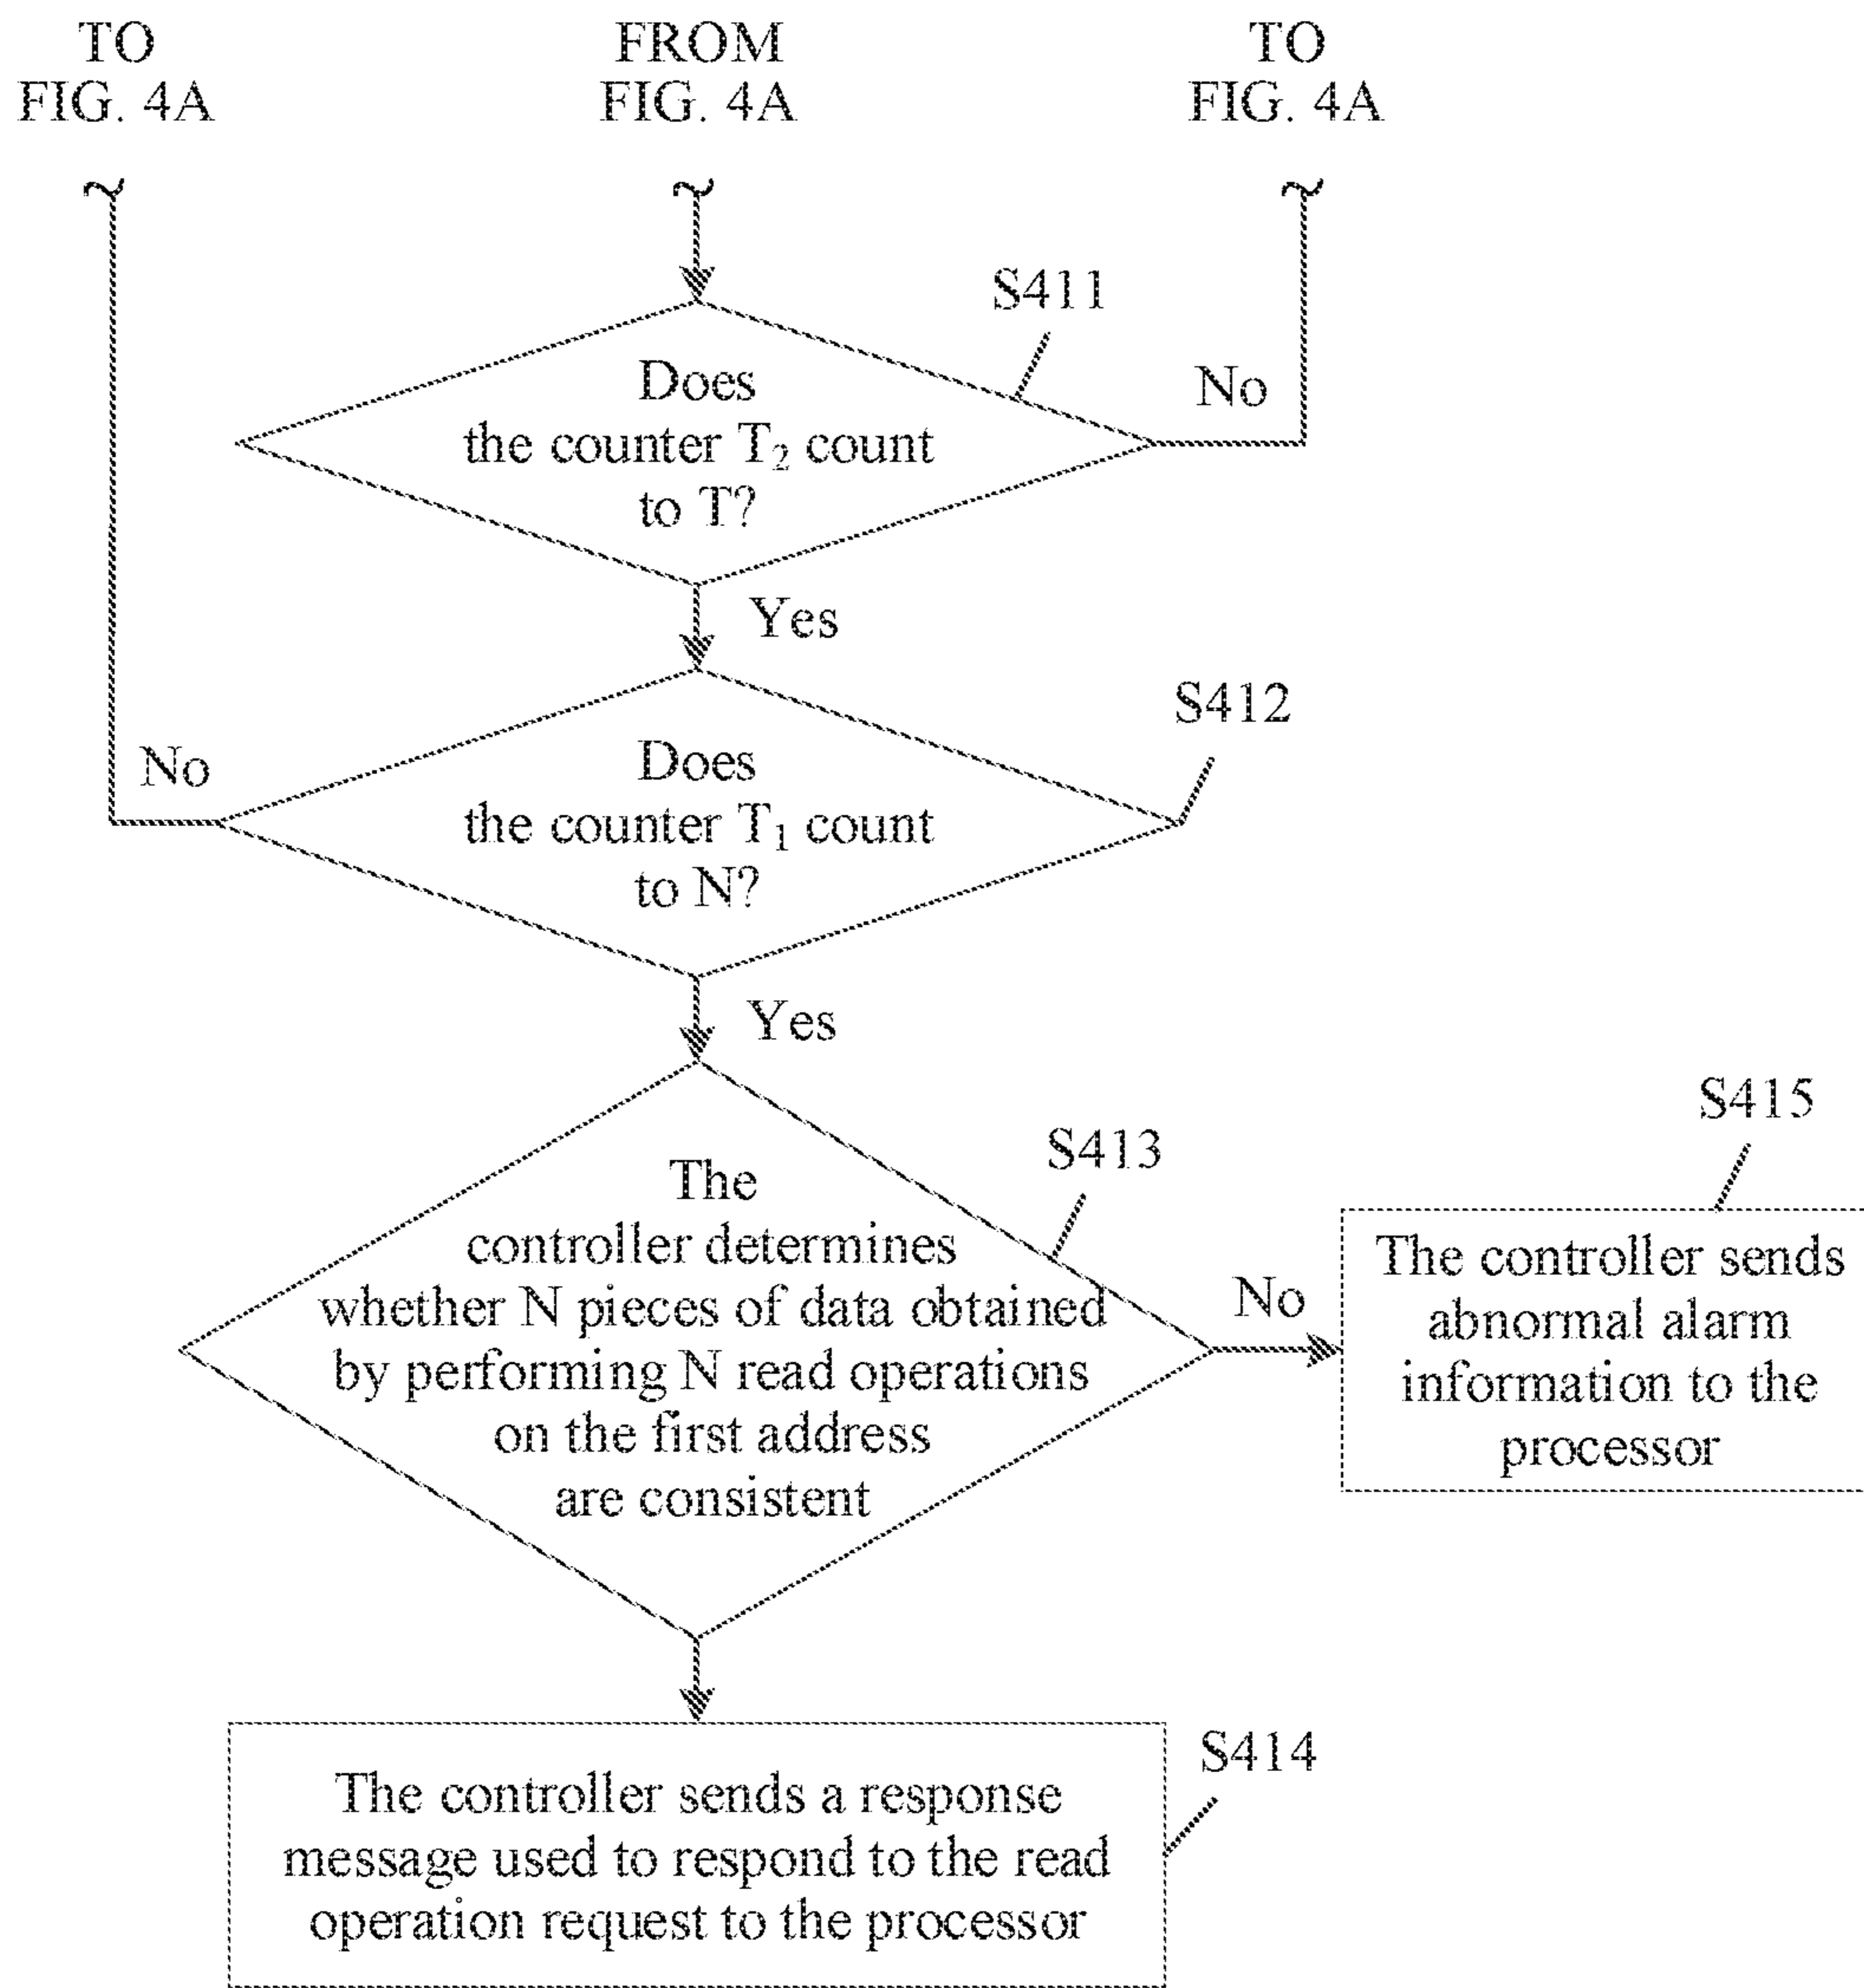 TO
FIG. 4A
FROM
FIG. 4A
TO
FIG. 4A
S411
Does
the counter T₂ count
to T?
No
Yes
S412
Does
the counter T₁ count
to N?
No
Yes
S413
The
controller determines
whether N pieces of data obtained
by performing N read operations
on the first address
are consistent
No
S415
The controller sends
abnormal alarm
information to the
processor
S414
The controller sends a response
message used to respond to the read
operation request to the processor